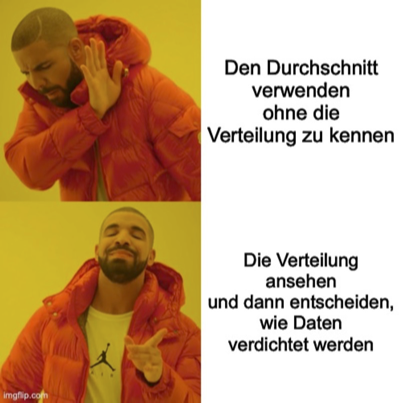 Den Durchschnitt
verwenden
ohne die
Verteilung zu kennen
Die Verteilung
ansehen
und dann entscheiden,
wie Daten
verdichtet werden
imgflip.com